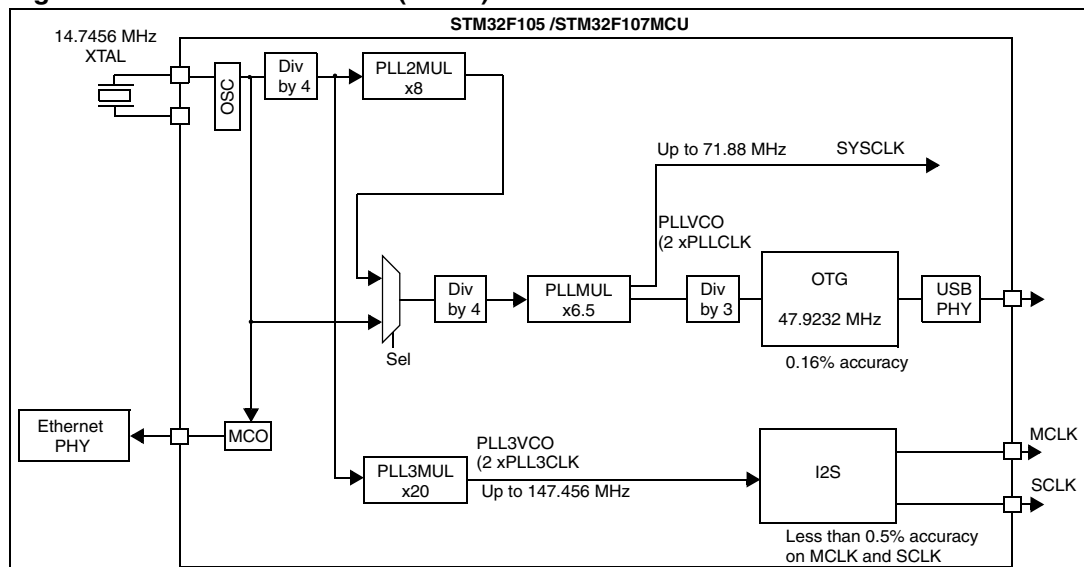 STM32F105 /STM32F107MCU
14.7456 MHz
XTAL
OSC
Div
by 4
PLL2MUL
x8
Up to 71.88 MHz
SYSCLK
PLLVCO
(2 xPLLCLK
Div
by 4
PLLMUL
x6.5
Div
by 3
OTG
47.9232 MHz
USB
PHY
Sel
0.16% accuracy
Ethernet
PHY
MCO
PLL3MUL
x20
PLL3VCO
(2 xPLL3CLK
Up to 147.456 MHz
I2S
MCLK
SCLK
Less than 0.5% accuracy
on MCLK and SCLK